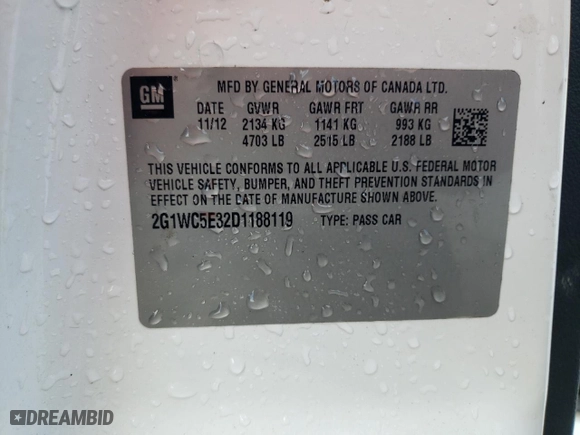 GM
MFD BY GENERAL MOTORS OF CANADA LTD.
DATE GVWR GAWR FRT GAWR RR
11/12 2134 KG 1141 KG 993 KG
4703 LB 2515 LB 2188 LB
THIS VEHICLE CONFORMS TO ALL APPLICABLE U.S. FEDERAL MOTOR
VEHICLE SAFETY, BUMPER, AND THEFT PREVENTION STANDARDS IN
EFFECT ON THE DATE OF MANUFACTURE SHOWN ABOVE.
2G1WC5E32D1188119 TYPE: PASS CAR
DREAMBID